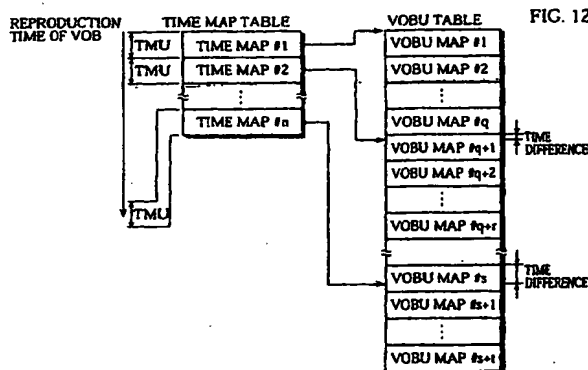 FIG. 12
REPRODUCTION
TIME OF VOB
TIME MAP TABLE
TMU
TIME MAP #1
TMU
TIME MAP #2
⋮
TIME MAP #n
TMU
VOBU TABLE
VOBU MAP #1
VOBU MAP #2
⋮
VOBU MAP #q
VOBU MAP #q+1
VOBU MAP #q+2
⋮
VOBU MAP #q+r
VOBU MAP #s
VOBU MAP #s+1
⋮
VOBU MAP #s+t
TIME
DIFFERENCE
TIME
DIFFERENCE